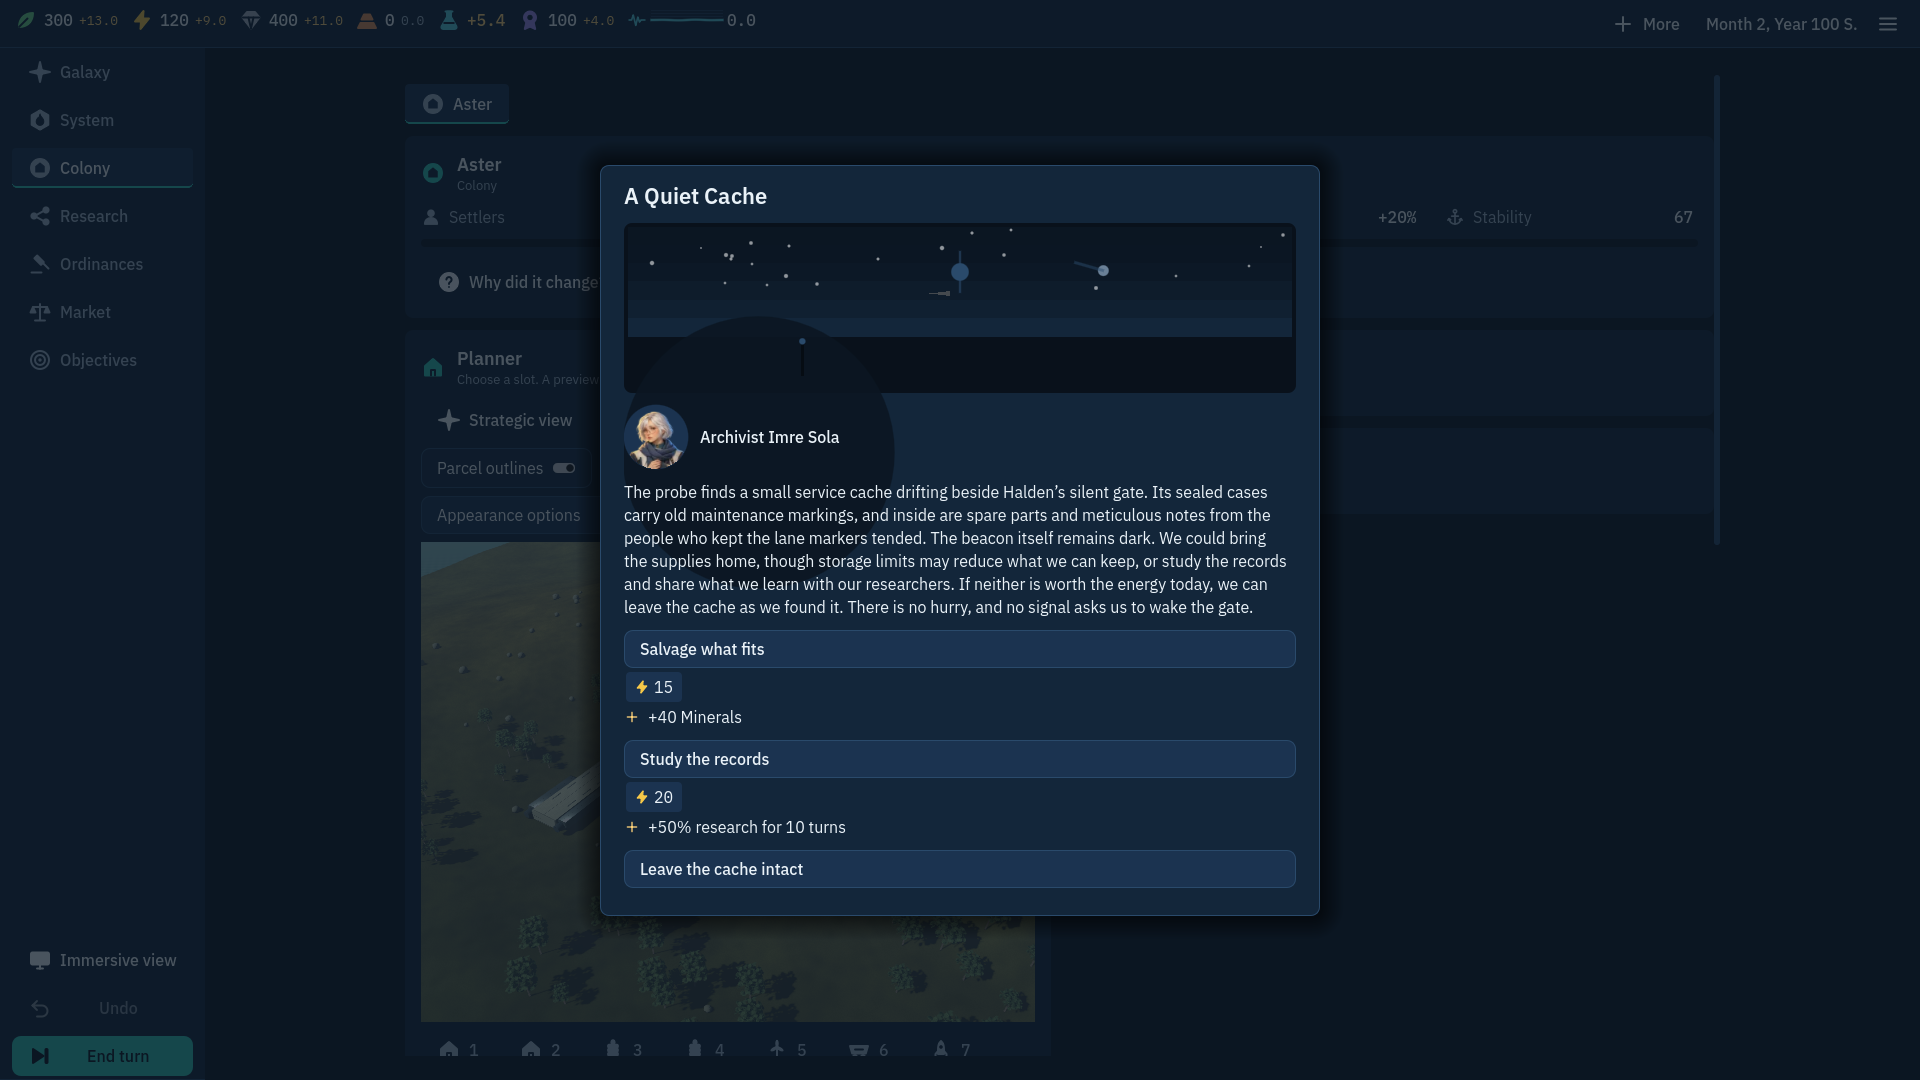 300 +13.0 120 +9.0 400 +11.0 0 0.0 +5.4 100 +4.0 0.0 More Month 2, Year 100 S.
Galaxy
System
Colony
Research
Ordinances
Market
Objectives
Immersive view
Undo
End turn
Aster
Aster
Colony
Settlers
+20% Stability 67
Why did it change
Planner
Choose a slot. A preview
Strategic view
Parcel outlines
Appearance options
1 2 3 4 5 6 7
A Quiet Cache
Archivist Imre Sola
The probe finds a small service cache drifting beside Halden’s silent gate. Its sealed cases
carry old maintenance markings, and inside are spare parts and meticulous notes from the
people who kept the lane markers tended. The beacon itself remains dark. We could bring
the supplies home, though storage limits may reduce what we can keep, or study the records
and share what we learn with our researchers. If neither is worth the energy today, we can
leave the cache as we found it. There is no hurry, and no signal asks us to wake the gate.
Salvage what fits
15
+40 Minerals
Study the records
20
+50% research for 10 turns
Leave the cache intact